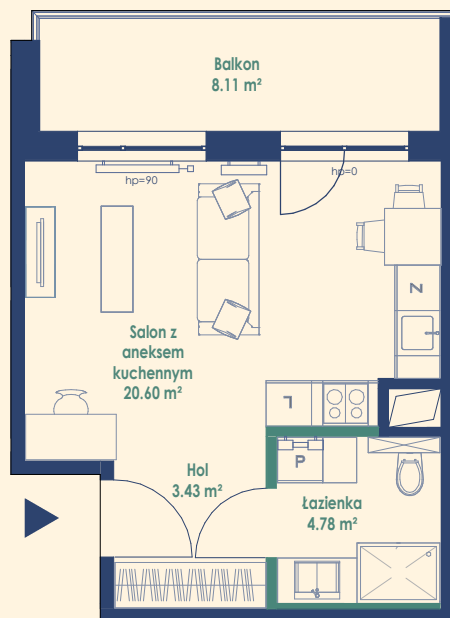 Balkon
8.11 m²
hp=90
hp=0
Z
Salon z
aneksem
kuchennym
20.60 m²
L
Hol
3.43 m²
P
Łazienka
4.78 m²